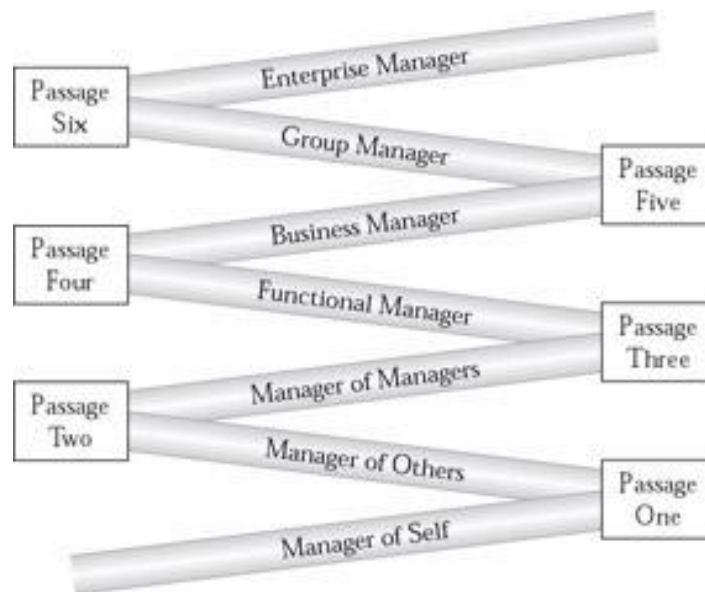 Enterprise Manager
Passage
Six
Group Manager
Passage
Five
Business Manager
Passage
Four
Functional Manager
Passage
Three
Manager of Managers
Passage
Two
Manager of Others
Passage
One
Manager of Self